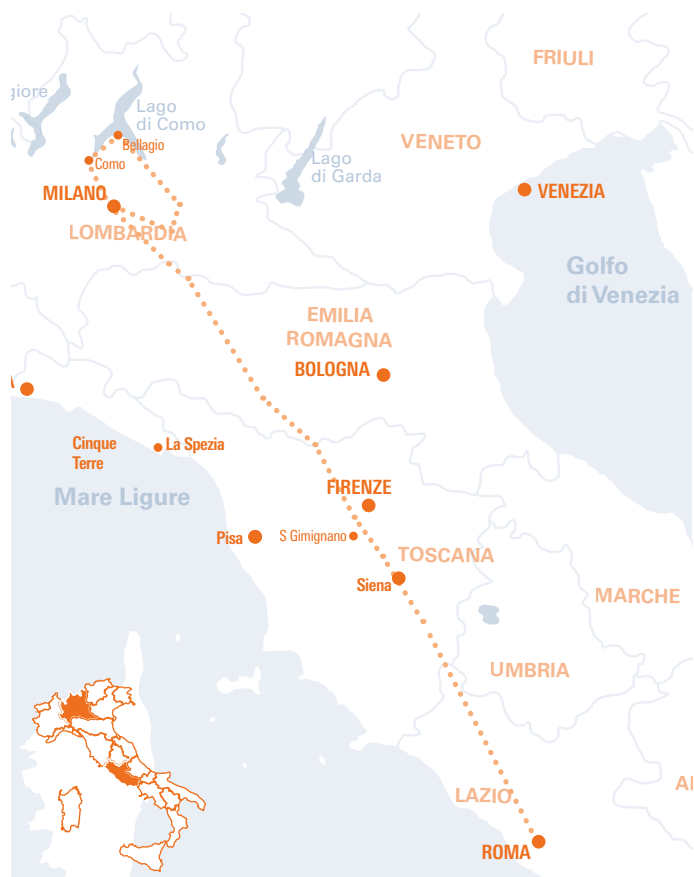 FRIULI
giore
Lago
di Como
VENETO
Bellagio
Como
Lago
di Garda
MILANO
VENEZIA
LOMBARDIA
Golfo
di Venezia
EMILIA
ROMAGNA
BOLOGNA
A
Cinque
Terre
La Spezia
FIRENZE
Mare Ligure
Pisa
S Gimignano
TOSCANA
Siena
MARCHE
UMBRIA
LAZIO
ROMA